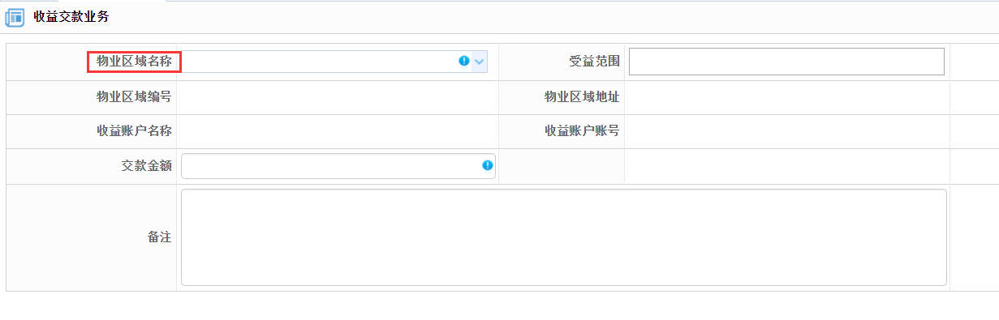 收益交款业务
物业区域名称
受益范围
物业区域编号
物业区域地址
收益账户名称
收益账户账号
交款金额
备注